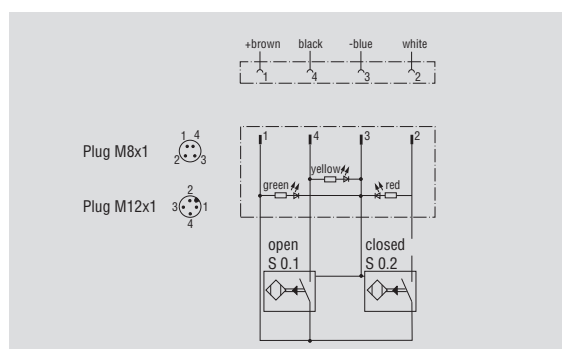 +brown black -blue white
1 4 3 2
Plug M8x1
1 4
2 3
1 4 3 2
yellow
green red
Plug M12x1
2
3 1
4
open closed
S 0.1 S 0.2